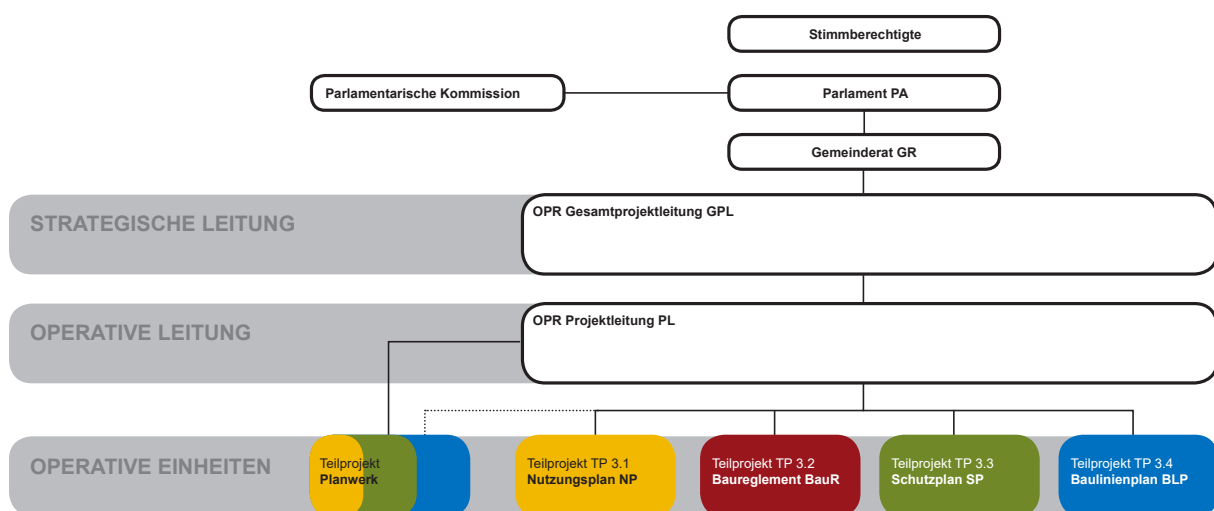 Stimmberechtigte
Parlamentarische Kommission
Parlament PA
Gemeinderat GR
STRATEGISCHE LEITUNG
OPR Gesamtprojektleitung GPL
OPERATIVE LEITUNG
OPR Projektleitung PL
OPERATIVE EINHEITEN
Teilprojekt
Planwerk
Teilprojekt TP 3.1
Nutzungsplan NP
Teilprojekt TP 3.2
Baureglement BauR
Teilprojekt TP 3.3
Schutzplan SP
Teilprojekt TP 3.4
Baulinienplan BLP